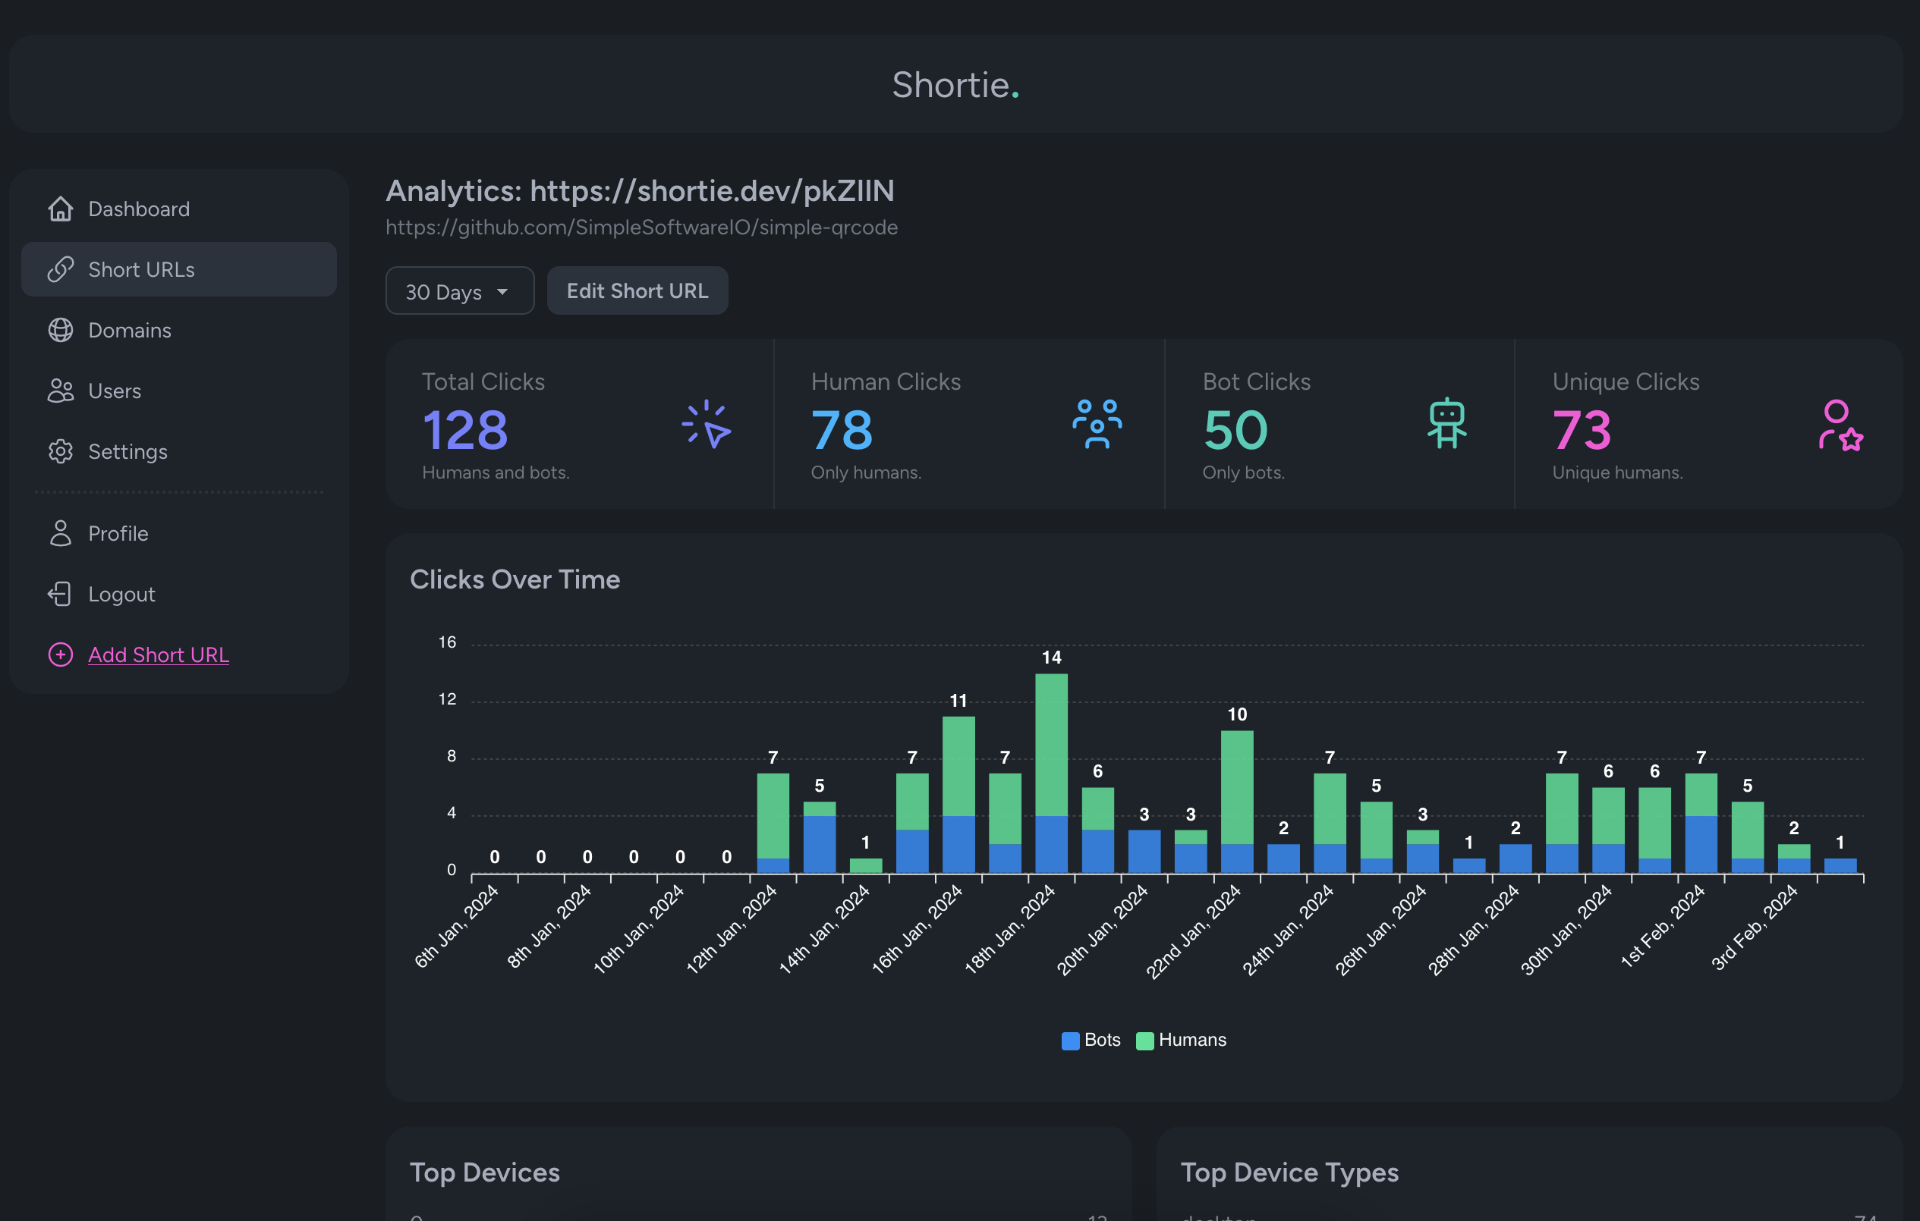 Shortie.
Dashboard
Short URLs
Domains
Users
Settings
Profile
Logout
Add Short URL
Analytics: https://shortie.dev/pkZllN
https://github.com/SimpleSoftwareIO/simple-qrcode
30 Days
Edit Short URL
Total Clicks
128
Humans and bots.
Human Clicks
78
Only humans.
Bot Clicks
50
Only bots.
Unique Clicks
73
Unique humans.
Clicks Over Time
16
12
8
4
0
0 0 0 0 0 0 7 5 1 7 11 7 14 6 3 3 10 2 7 5 3 1 2 7 6 6 7 5 2 1
6th Jan, 2024
8th Jan, 2024
10th Jan, 2024
12th Jan, 2024
14th Jan, 2024
16th Jan, 2024
18th Jan, 2024
20th Jan, 2024
22nd Jan, 2024
24th Jan, 2024
26th Jan, 2024
28th Jan, 2024
30th Jan, 2024
1st Feb, 2024
3rd Feb, 2024
Bots Humans
Top Devices
Top Device Types